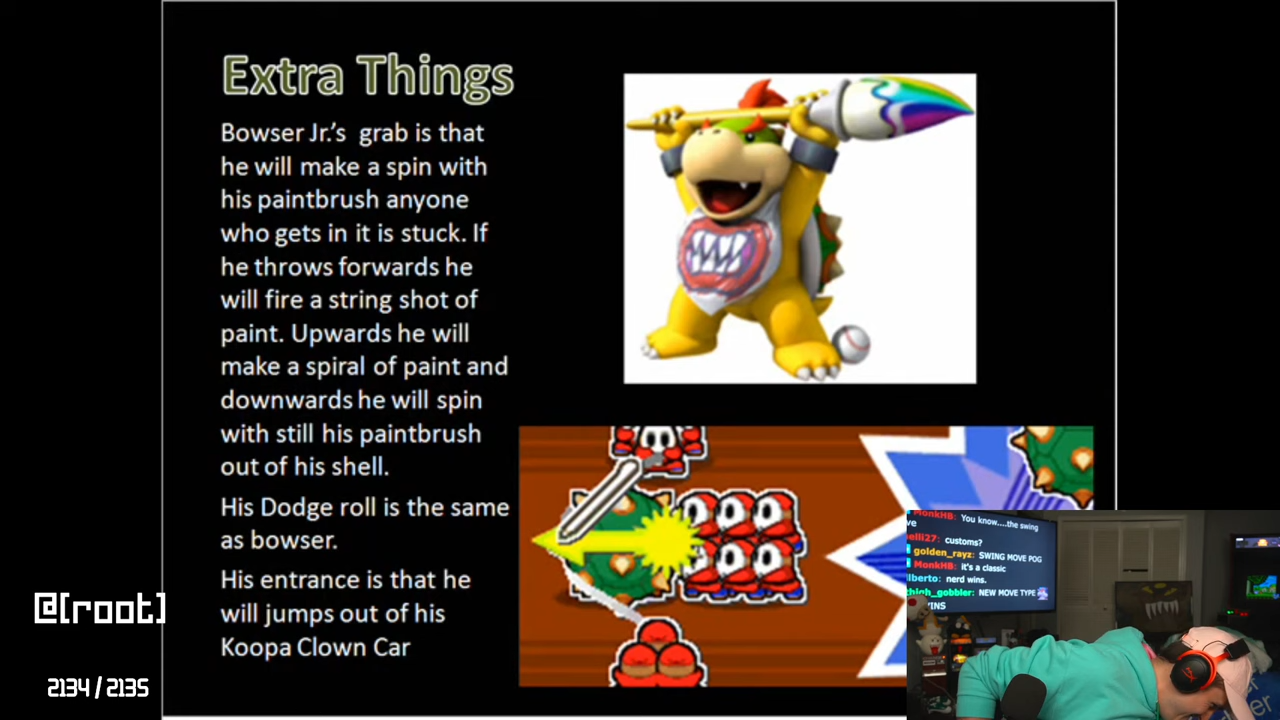 Extra Things
Bowser Jr.'s  grab is that
he will make a spin with
his paintbrush anyone
who gets in it is stuck. If
he throws forwards he
will fire a string shot of
paint. Upwards he will
make a spiral of paint and
downwards he will spin
with still his paintbrush
out of his shell.
His Dodge roll is the same
as bowser.
His entrance is that he
will jumps out of his
Koopa Clown Car
@[root]
2134 / 2135
MonkHB: You know....the swing
elli27: customs?
golden_rayz: SWING MOVE POG
MonkHB: it's a classic
lberto: nerd wins.
thigh_gobbler: NEW MOVE TYPE
WINS